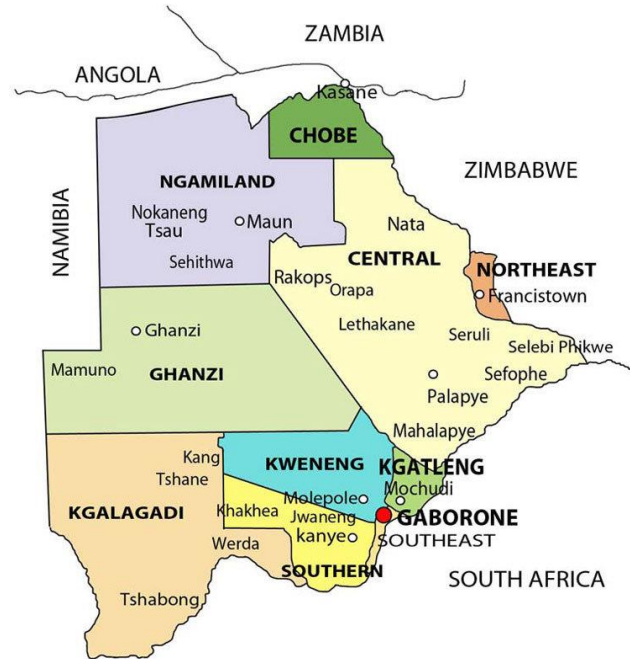 ZAMBIA
ANGOLA
Kasane
CHOBE
ZIMBABWE
NGAMILAND
NAMIBIA
Nokaneng
Tsau
Maun
Nata
Sehithwa
CENTRAL
NORTHEAST
Rakops
Orapa
Francistown
Lethakane
Ghanzi
Seruli
Selebi Phikwe
Mamuno
GHANZI
Sefophe
Palapye
Mahalapye
Kang
KWENENG
KGATLENG
Tshane
Mochudi
Molepole
KGALAGADI
Khakhea
Jwaneng
GABORONE
kanye
SOUTHEAST
Werda
SOUTHERN
SOUTH AFRICA
Tshabong